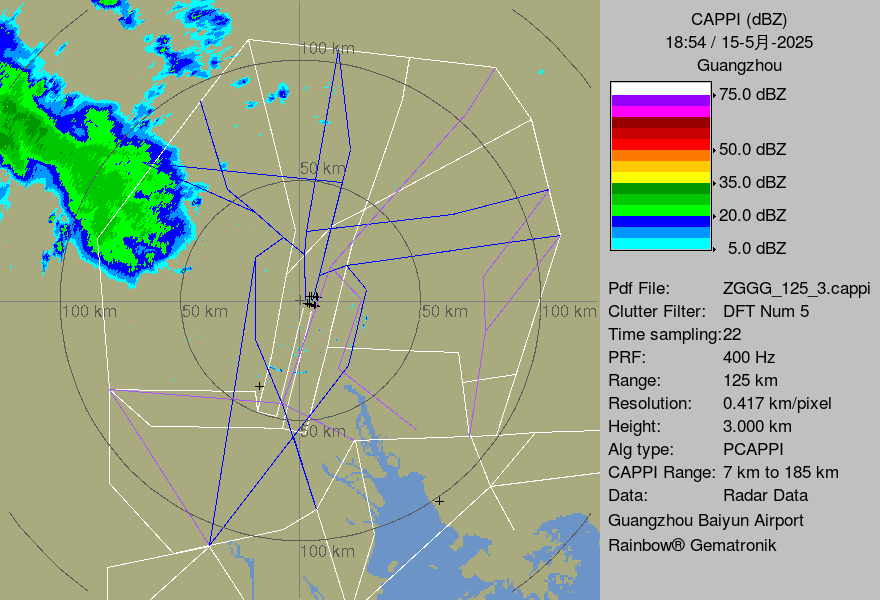 CAPPI (dBZ)
18:54 / 15-5月-2025
Guangzhou
75.0 dBZ
50.0 dBZ
35.0 dBZ
20.0 dBZ
5.0 dBZ
100 km
50 km
100 km
50 km
50 km
100 km
50 km
100 km
Pdf File: ZGGG_125_3.cappi
Clutter Filter: DFT Num 5
Time sampling:22
PRF: 400 Hz
Range: 125 km
Resolution: 0.417 km/pixel
Height: 3.000 km
Alg type: PCAPPI
CAPPI Range: 7 km to 185 km
Data: Radar Data
Guangzhou Baiyun Airport
Rainbow® Gematronik